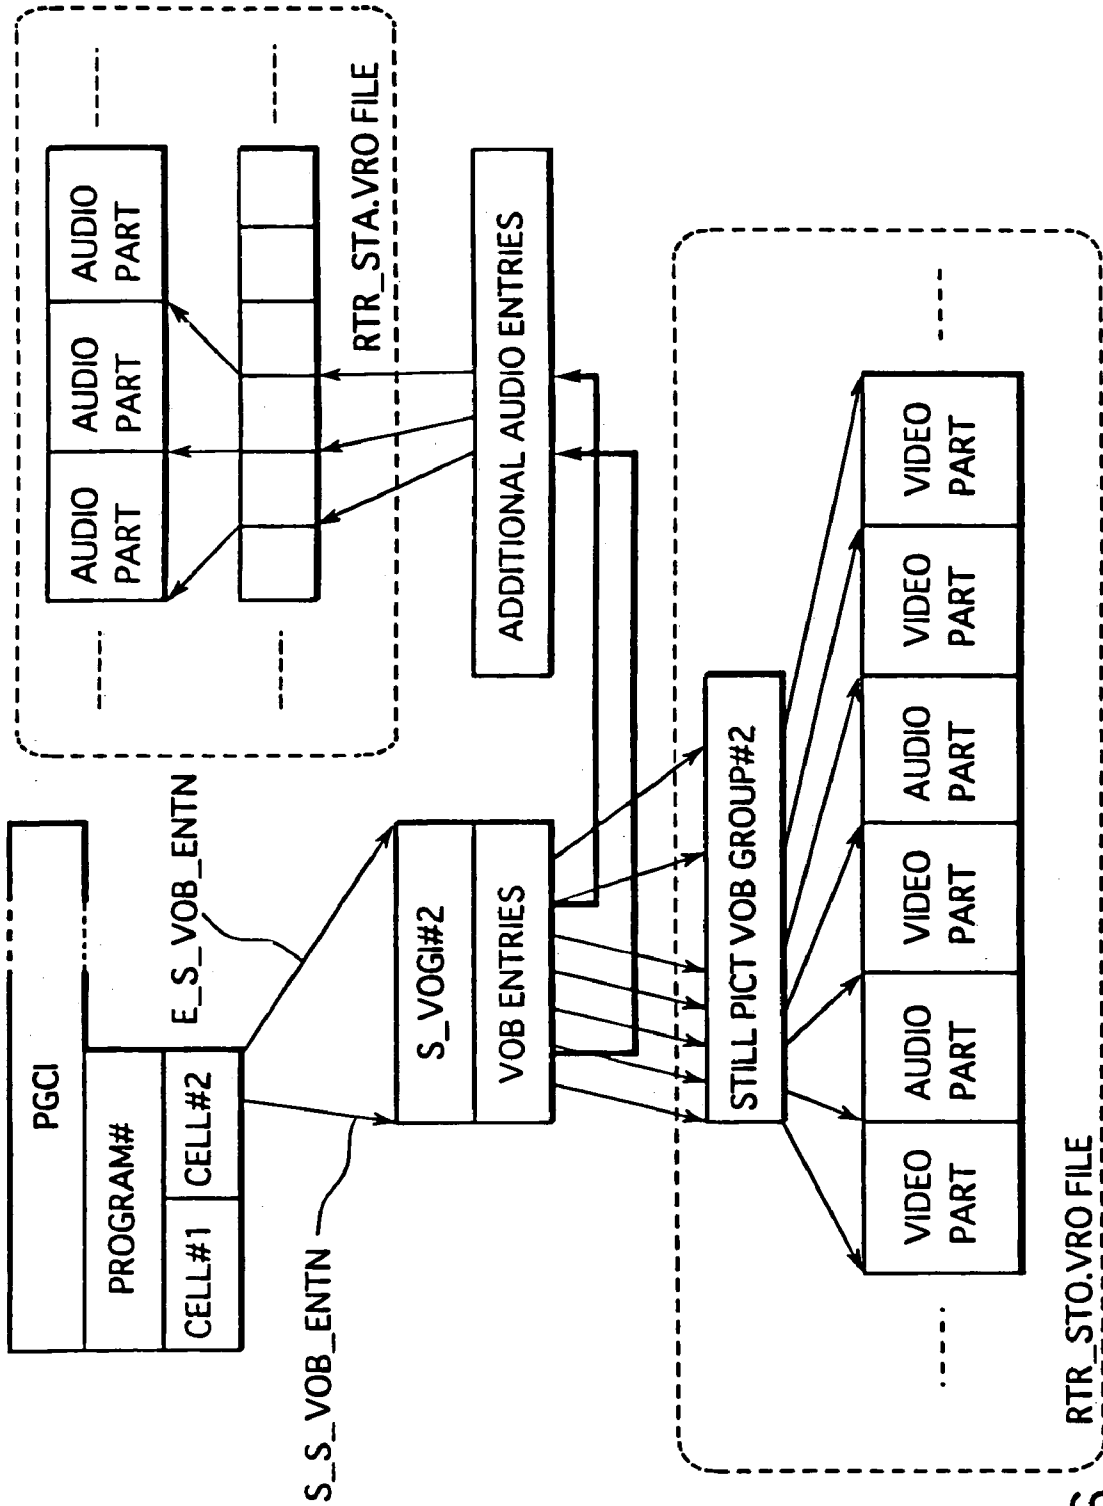 PGCI
PROGRAM#
CELL#1
CELL#2
E_S_VOB_ENTN
S_S_VOB_ENTN
S_VOGI#2
VOB ENTRIES
AUDIO
PART
AUDIO
PART
AUDIO
PART
RTR_STA.VRO FILE
ADDITIONAL AUDIO ENTRIES
STILL PICT VOB GROUP#2
VIDEO
PART
AUDIO
PART
VIDEO
PART
AUDIO
PART
VIDEO
PART
VIDEO
PART
RTR_STO.VRO FILE